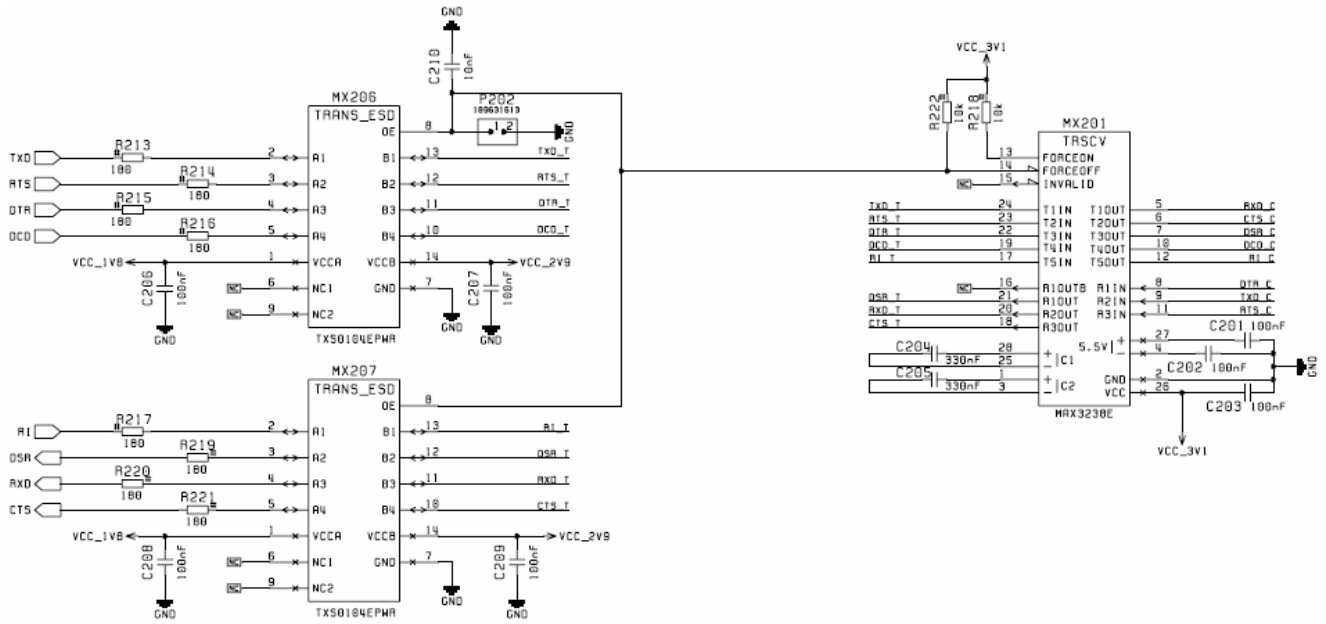 GND
C210
10nF
MX206
TRANS_ESD
P202
109631613
OE
8
1 2
GND
TXD
R213
180
2
A1
B1
13
TXD_T
RTS
R214
180
3
A2
B2
12
RTS_T
DTR
R215
180
4
A3
B3
11
DTR_T
DCD
R216
180
5
A4
B4
10
DCD_T
VCC_1V8
1
VCCA
VCCB
14
VCC_2V9
C206
100nF
NC
6
NC1
GND
7
C207
100nF
NC
9
NC2
GND
GND
GND
TXS0104EPWR
MX207
TRANS_ESD
OE
8
RI
R217
180
2
A1
B1
13
RI_T
DSR
R219
180
3
A2
B2
12
DSR_T
RXD
R220
180
4
A3
B3
11
RXD_T
CTS
R221
180
5
A4
B4
10
CTS_T
VCC_1V8
1
VCCA
VCCB
14
VCC_2V9
C208
100nF
NC
6
NC1
GND
7
C209
100nF
NC
9
NC2
GND
GND
GND
TXS0104EPWR
VCC_3V1
R222
10k
R218
10k
MX201
TRSCV
13
FORCEON
14
FORCEOFF
NC
15
INVALID
TXD_T
24
T1IN
T1OUT
5
RXD_C
RTS_T
23
T2IN
T2OUT
6
CTS_C
DTR_T
22
T3IN
T3OUT
7
DSR_C
DCD_T
19
T4IN
T4OUT
10
DCD_C
RI_T
17
T5IN
T5OUT
12
RI_C
NC
16
R1OUTB
R1IN
8
DTR_C
DSR_T
21
R1OUT
R2IN
9
TXD_C
RXD_T
20
R2OUT
R3IN
11
RTS_C
CTS_T
18
R3OUT
C201
100nF
27
5.5V
+
-
4
C202
100nF
C204
330nF
28
25
+
-
C1
C205
330nF
1
3
+
-
C2
GND
2
VCC
26
C203
100nF
GND
MAX3238E
VCC_3V1